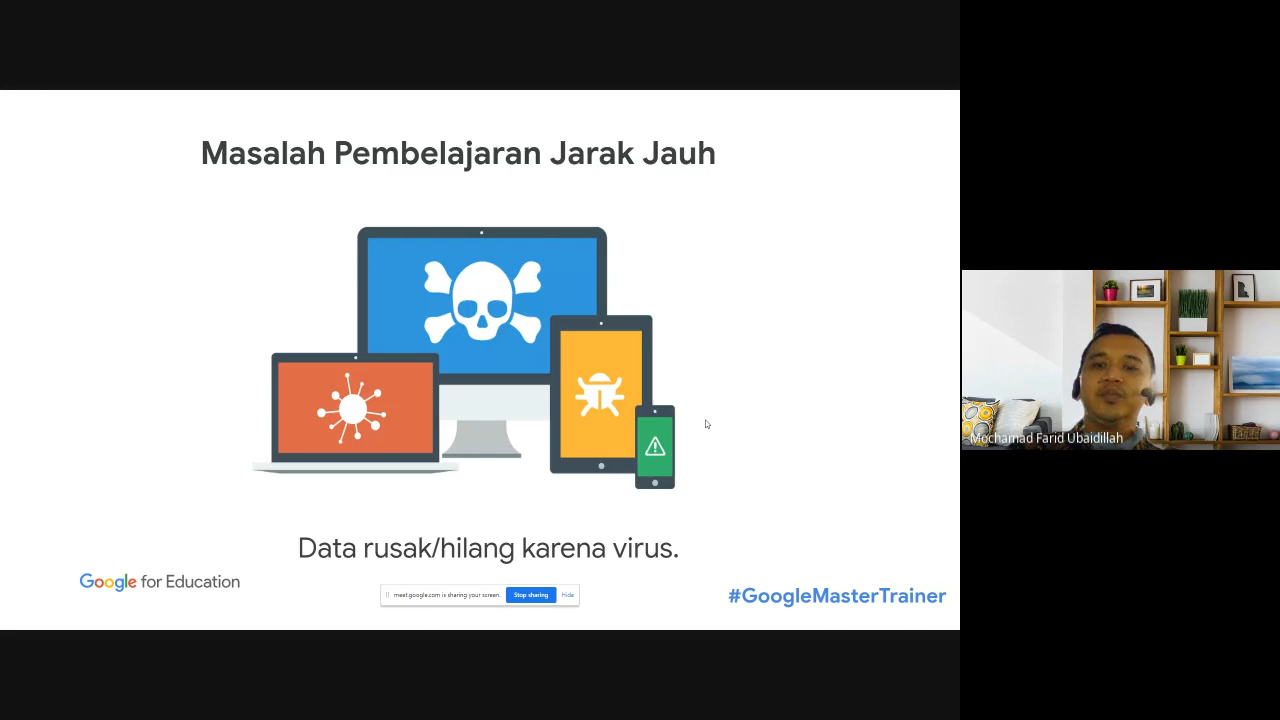 Masalah Pembelajaran Jarak Jauh
Data rusak/hilang karena virus.
Google for Education
meet.google.com is sharing your screen.
Stop sharing
Hide
#GoogleMasterTrainer
Mochamad Farid Ubaidillah